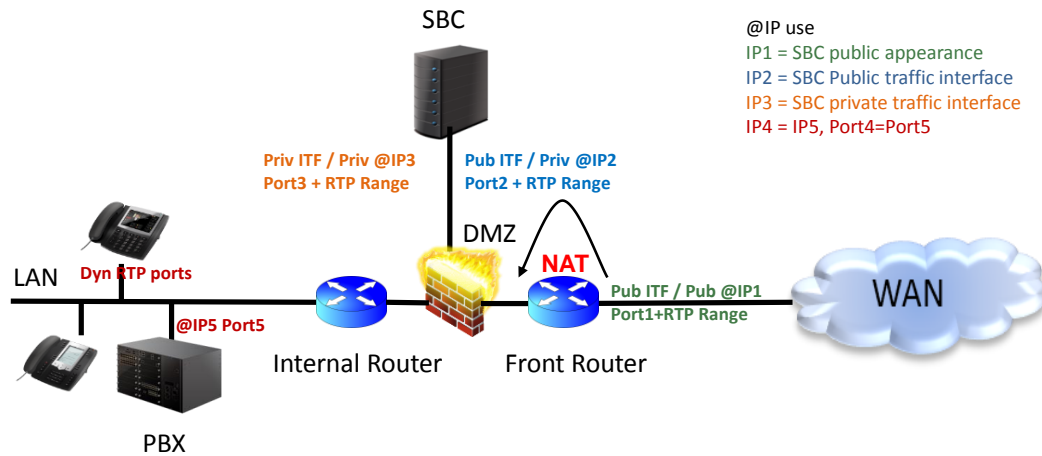 SBC
@IP use
IP1 = SBC public appearance
IP2 = SBC Public traffic interface
IP3 = SBC private traffic interface
IP4 = IP5, Port4=Port5
Priv ITF / Priv @IP3
Port3 + RTP Range
Pub ITF / Priv @IP2
Port2 + RTP Range
DMZ
LAN
Dyn RTP ports
NAT
Pub ITF / Pub @IP1
Port1+RTP Range
WAN
@IP5 Port5
Internal Router
Front Router
PBX